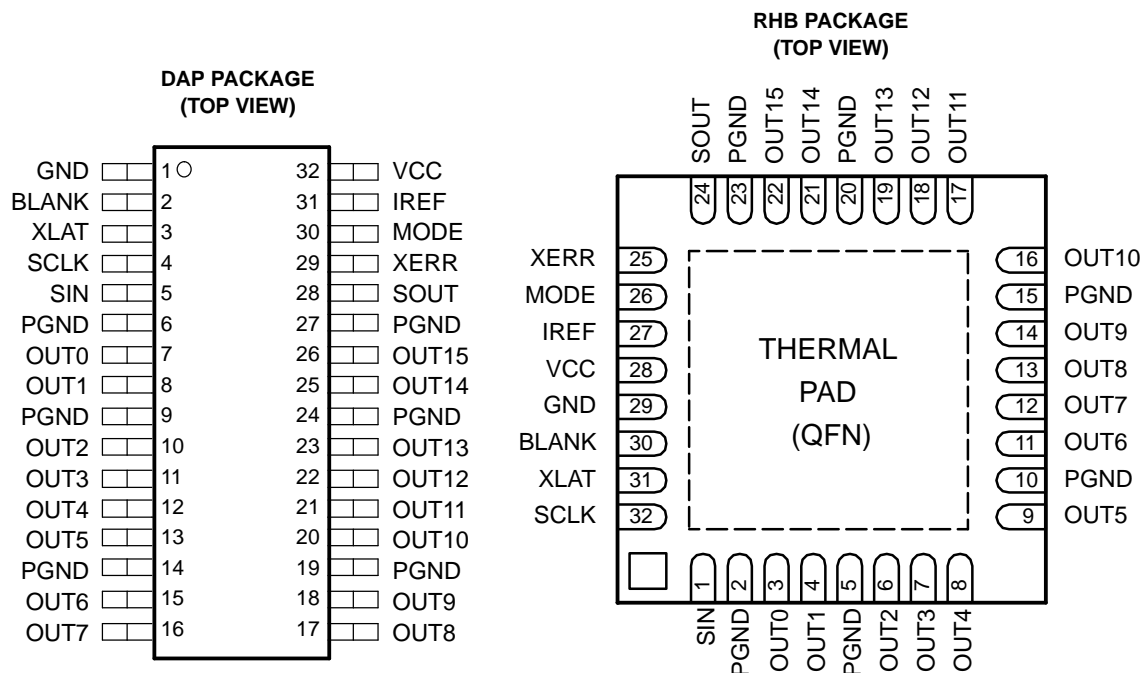 RHB PACKAGE
(TOP VIEW)
DAP PACKAGE
(TOP VIEW)
GND 1 32 VCC
BLANK 2 31 IREF
XLAT 3 30 MODE
SCLK 4 29 XERR
SIN 5 28 SOUT
PGND 6 27 PGND
OUT0 7 26 OUT15
OUT1 8 25 OUT14
PGND 9 24 PGND
OUT2 10 23 OUT13
OUT3 11 22 OUT12
OUT4 12 21 OUT11
OUT5 13 20 OUT10
PGND 14 19 PGND
OUT6 15 18 OUT9
OUT7 16 17 OUT8
SOUT PGND OUT15 OUT14 PGND OUT13 OUT12 OUT11
24 23 22 21 20 19 18 17
XERR 25 16 OUT10
MODE 26 15 PGND
IREF 27 14 OUT9
VCC 28 13 OUT8
GND 29 12 OUT7
BLANK 30 11 OUT6
XLAT 31 10 PGND
SCLK 32 9 OUT5
THERMAL
PAD
(QFN)
1 2 3 4 5 6 7 8
SIN PGND OUT0 OUT1 PGND OUT2 OUT3 OUT4